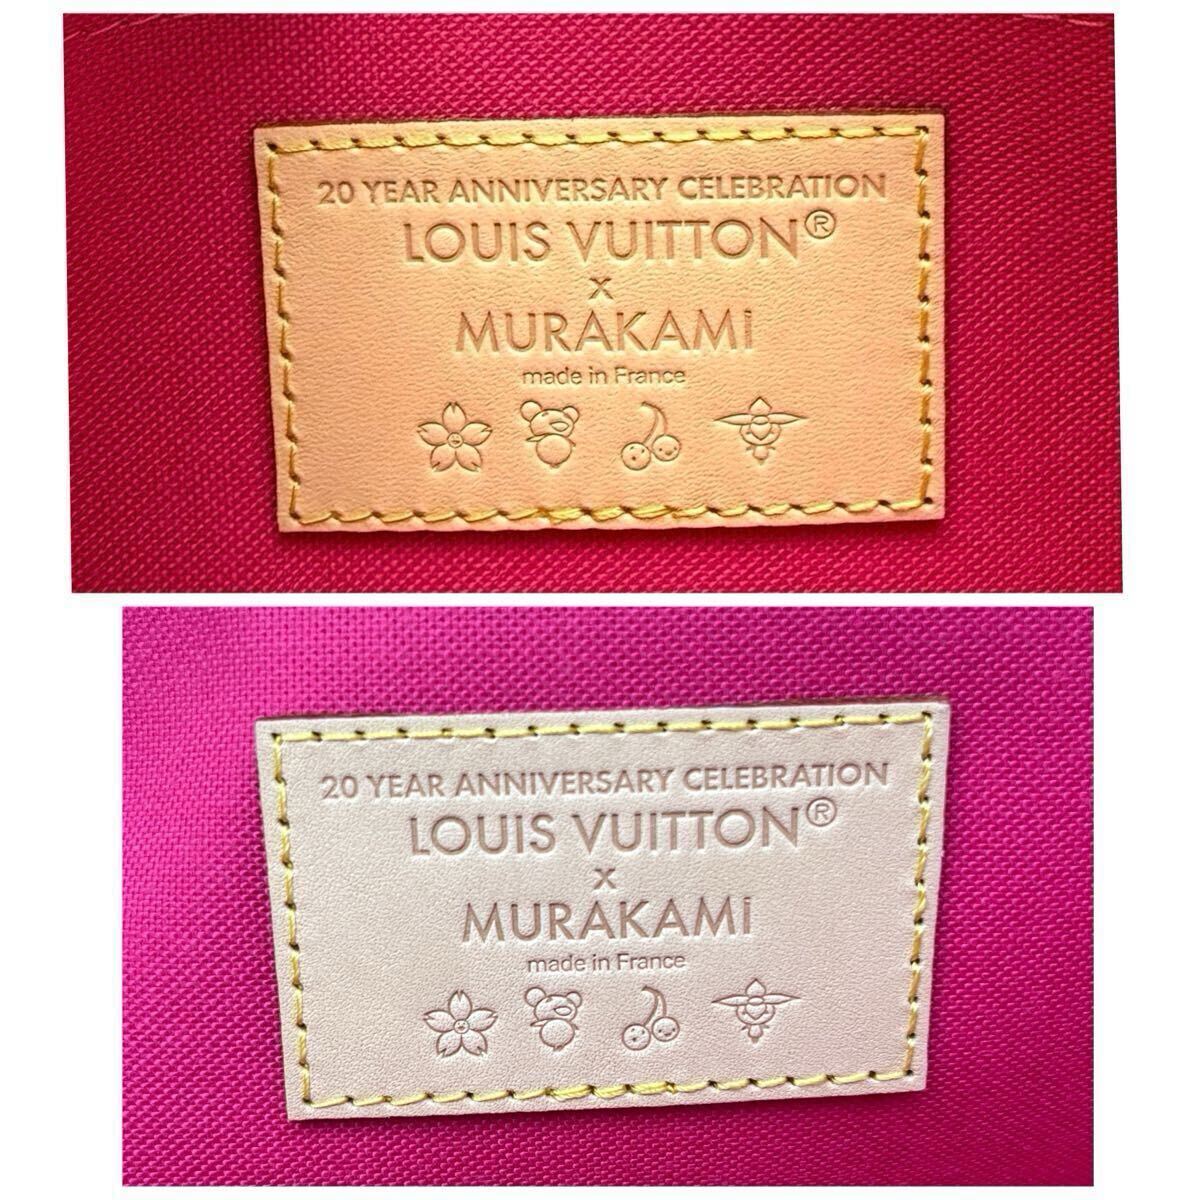 20 YEAR ANNIVERSARY CELEBRATION
LOUIS VUITTON®
x
MURAKAMI
made in France
20 YEAR ANNIVERSARY CELEBRATION
LOUIS VUITTON®
x
MURAKAMI
made in France